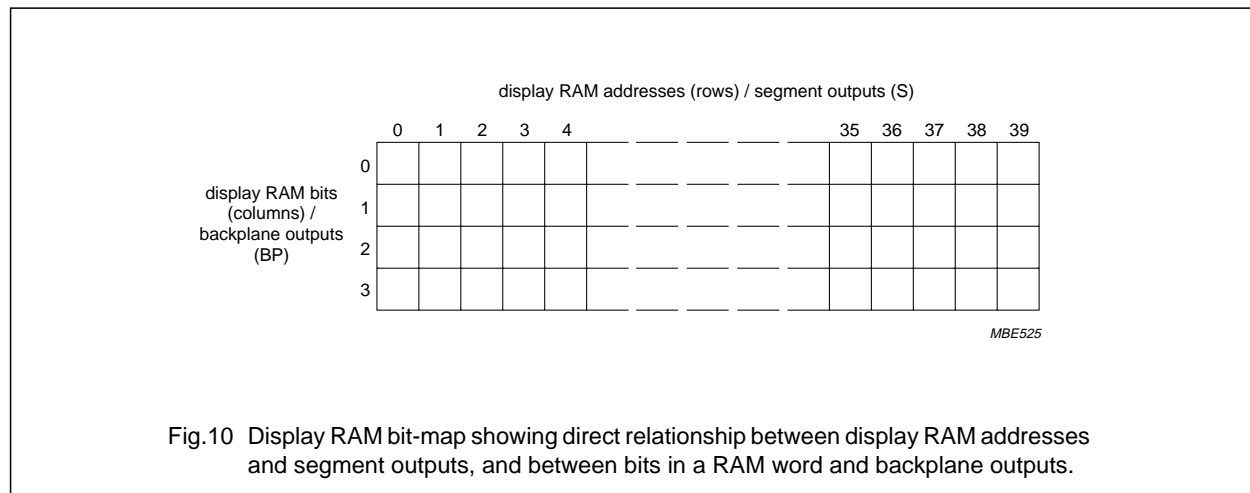 display RAM addresses (rows) / segment outputs (S)
0 1 2 3 4 35 36 37 38 39
0
display RAM bits
(columns) /
backplane outputs
(BP)
1
2
3
MBE525
Fig.10 Display RAM bit-map showing direct relationship between display RAM addresses
and segment outputs, and between bits in a RAM word and backplane outputs.